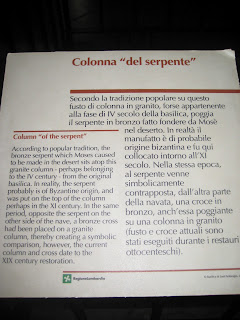 Colonna “del serpente”
Secondo la tradizione popolare su questo
fusto di colonna in granito, forse appartenente
alla fase di IV secolo della basilica, poggia
il serpente in bronzo fatto fondere da Mosè
nel deserto. In realtà il
manufatto è di probabile
origine bizantina e fu qui
collocato intorno all'XI
secolo. Nella stessa epoca,
al serpente venne
simbolicamente
contrapposta, dall'altra parte
della navata, una croce in
bronzo, anch'essa poggiante
su una colonna in granito
(fusto e croce attuali sono
stati eseguiti durante i restauri
ottocenteschi).
Column “of the serpent”
According to popular tradition, the
bronze serpent which Moses caused
to be made in the desert sits atop this
granite column - perhaps belonging
to the IV century - from the original
basilica. In reality, the serpent
probably is of Byzantine origin, and
was put on the top of the column
perhaps in the XI century. In the same
period, opposite the serpent on the
other side of the nave, a bronze cross
had been placed on a granite
column, thereby creating a symbolic
comparison, however, the current
column and cross date to the
XIX century restoration.
RegioneLombardia